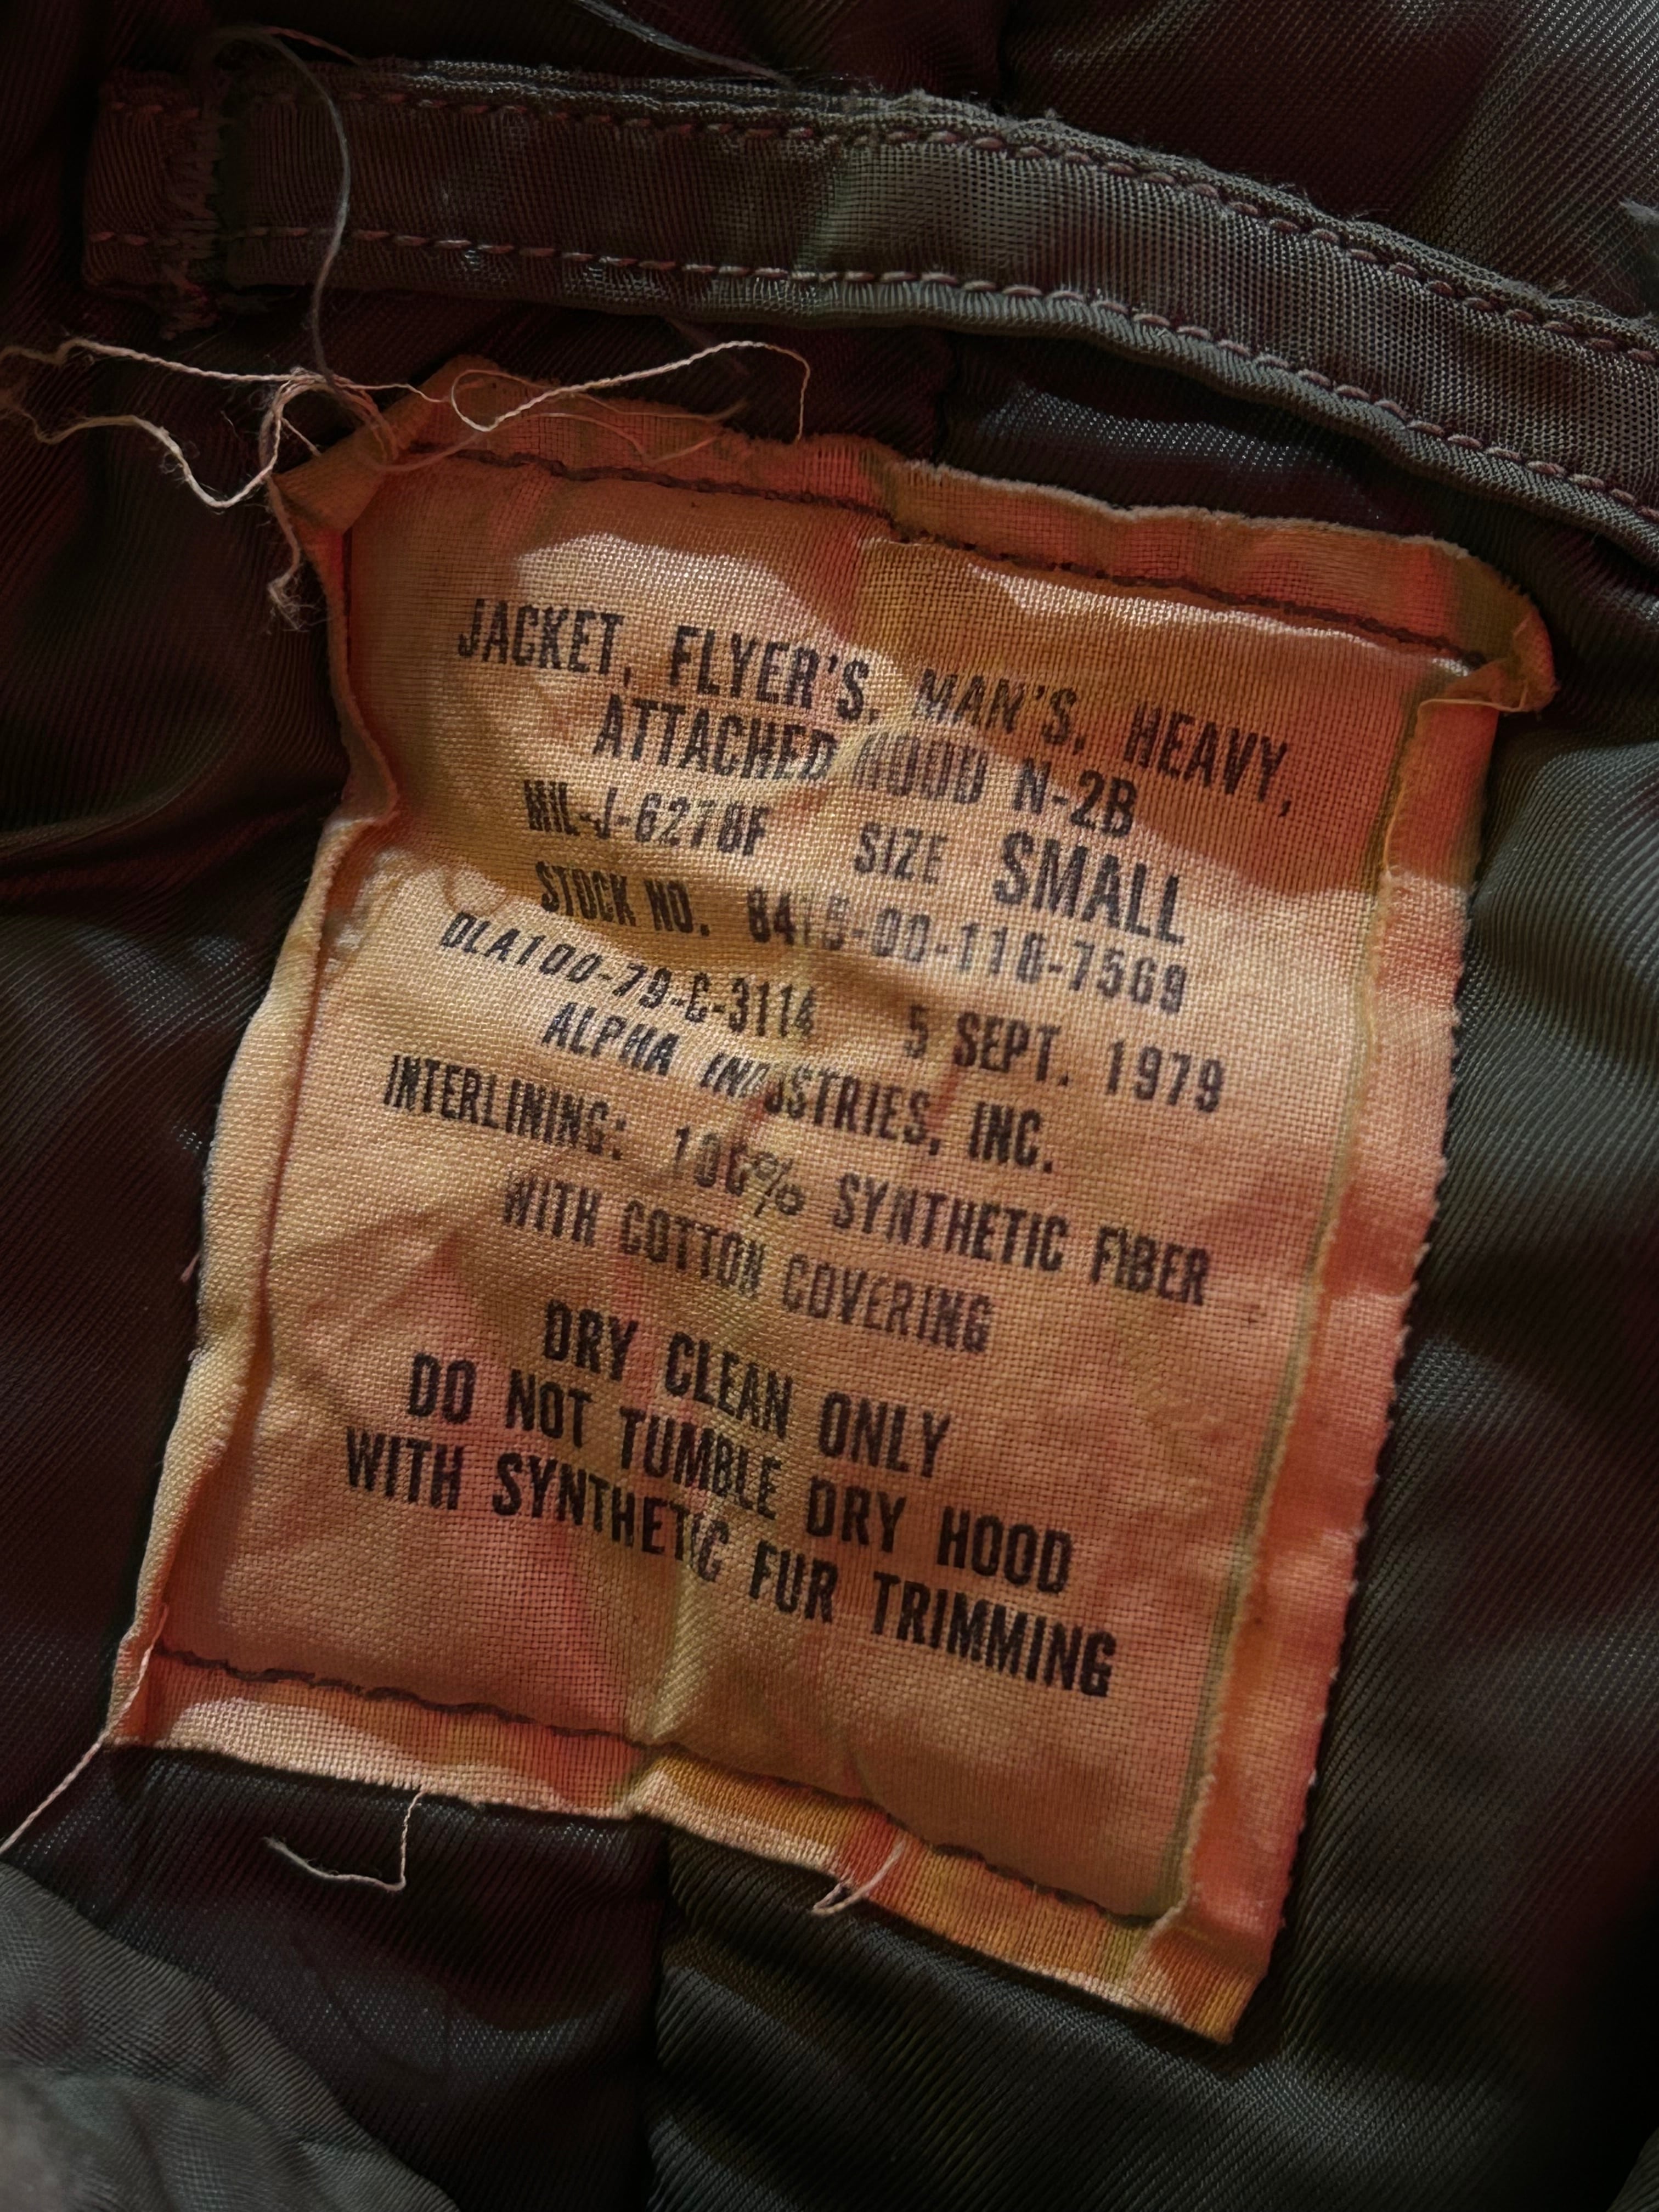 JACKET, FLYER'S, MAN'S, HEAVY,
ATTACHED HOOD N-2B
MIL-J-6278F SIZE SMALL
STOCK NO. 8415-00-116-7569
DLA100-79-C-3114 5 SEPT. 1979
ALPHA INDUSTRIES, INC.
INTERLINING: 100% SYNTHETIC FIBER
WITH COTTON COVERING
DRY CLEAN ONLY
DO NOT TUMBLE DRY HOOD
WITH SYNTHETIC FUR TRIMMING